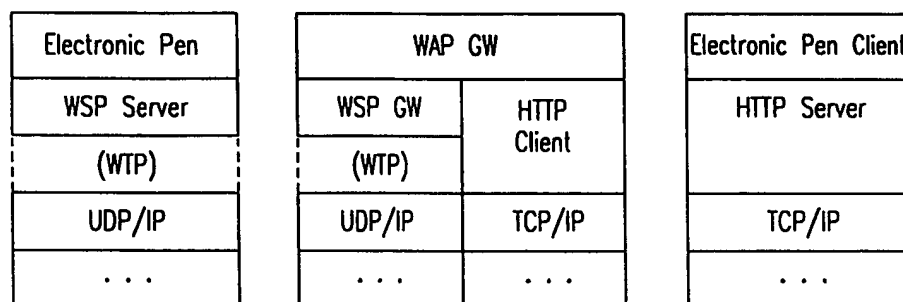 Electronic Pen
WSP Server
(WTP)
UDP/IP
. . .
WAP GW
WSP GW
HTTP
Client
(WTP)
UDP/IP
TCP/IP
. . .
. . .
Electronic Pen Client
HTTP Server
TCP/IP
. . .